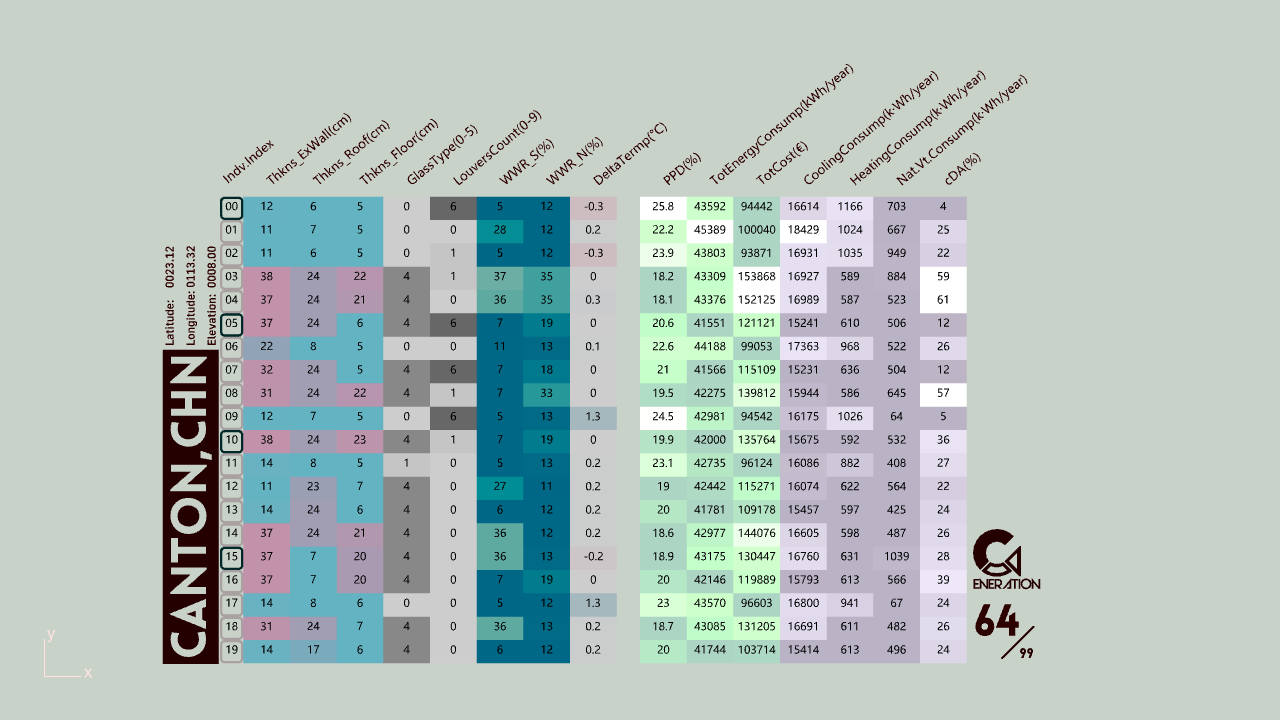 Indv.Index Thkns_ExWall(cm) Thkns_Roof(cm) Thkns_Floor(cm) GlassType(0-5) LouversCount(0-9) WWR_S(%) WWR_N(%) DeltaTermp(°C) PPD(%) TotEnergyConsump(kWh/year) TotCost(€) CoolingConsump(k·Wh/year) HeatingConsump(k·Wh/year) Nat.Vt.Consump(k·Wh/year) cDA(%)
00 12 6 5 0 6 5 12 -0.3 25.8 43592 94442 16614 1166 703 4
01 11 7 5 0 0 28 12 0.2 22.2 45389 100040 18429 1024 667 25
02 11 6 5 0 1 5 12 -0.3 23.9 43803 93871 16931 1035 949 22
03 38 24 22 4 1 37 35 0 18.2 43309 153868 16927 589 884 59
04 37 24 21 4 0 36 35 0.3 18.1 43376 152125 16989 587 523 61
05 37 24 6 4 6 7 19 0 20.6 41551 121121 15241 610 506 12
06 22 8 5 0 0 11 13 0.1 22.6 44188 99053 17363 968 522 26
07 32 24 5 4 6 7 18 0 21 41566 115109 15231 636 504 12
08 31 24 22 4 1 7 33 0 19.5 42275 139812 15944 586 645 57
09 12 7 5 0 6 5 13 1.3 24.5 42981 94542 16175 1026 64 5
10 38 24 23 4 1 7 19 0 19.9 42000 135764 15675 592 532 36
11 14 8 5 1 0 5 13 0.2 23.1 42735 96124 16086 882 408 27
12 11 23 7 4 0 27 11 0.2 19 42442 115271 16074 622 564 22
13 14 24 6 4 0 6 12 0.2 20 41781 109178 15457 597 425 24
14 37 24 21 4 0 36 12 0.2 18.6 42977 144076 16605 598 487 26
15 37 7 20 4 0 36 13 -0.2 18.9 43175 130447 16760 631 1039 28
16 37 7 20 4 0 7 19 0 20 42146 119889 15793 613 566 39
17 14 8 6 0 0 5 12 1.3 23 43570 96603 16800 941 67 24
18 31 24 7 4 0 36 13 0.2 18.7 43085 131205 16691 611 482 26
19 14 17 6 4 0 6 12 0.2 20 41744 103714 15414 613 496 24
Latitude: 0023.12
Longitude: 0113.32
Elevation: 0008.00
CANTON,CHN
GENERATION
64/99
y
x